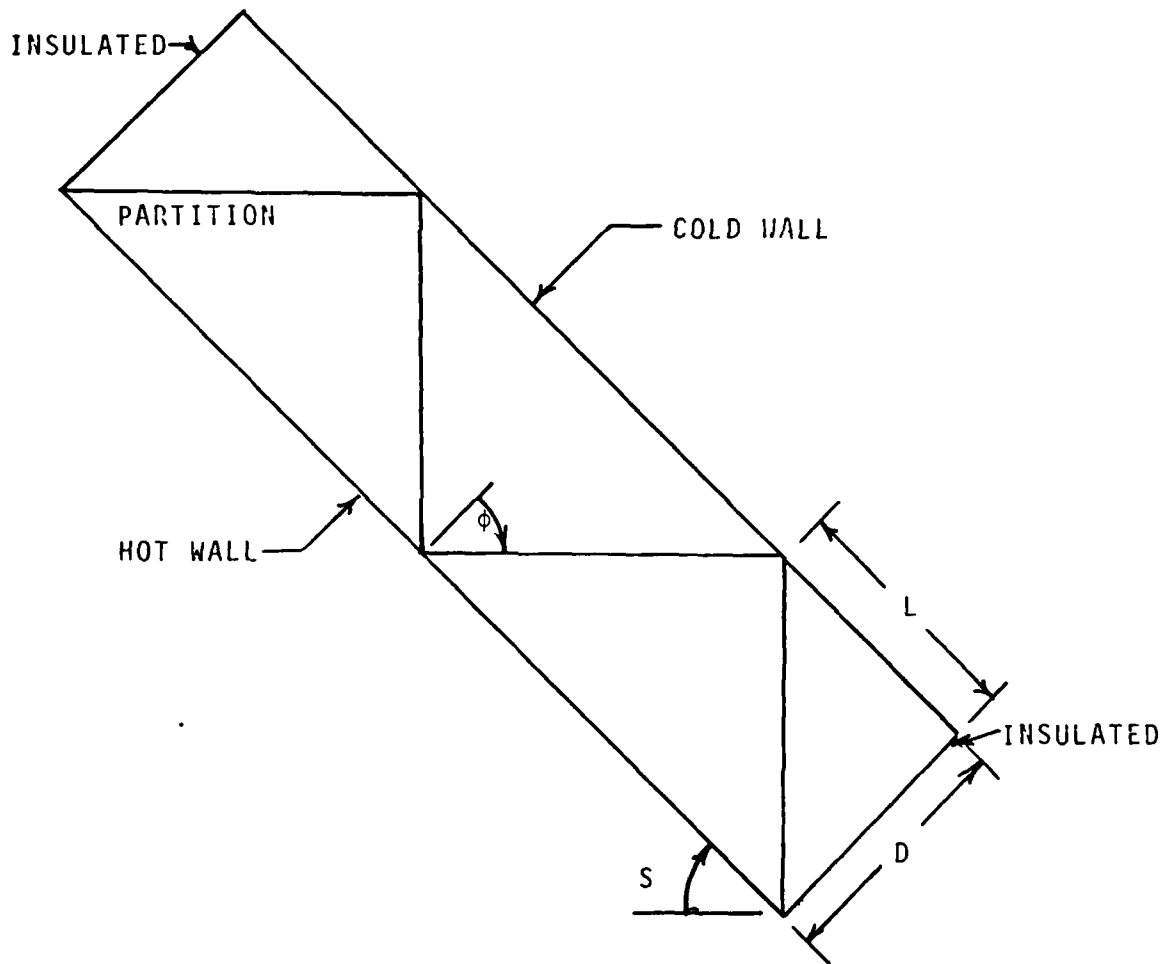 INSULATED
PARTITION
COLD WALL
ϕ
HOT WALL
L
INSULATED
D
S